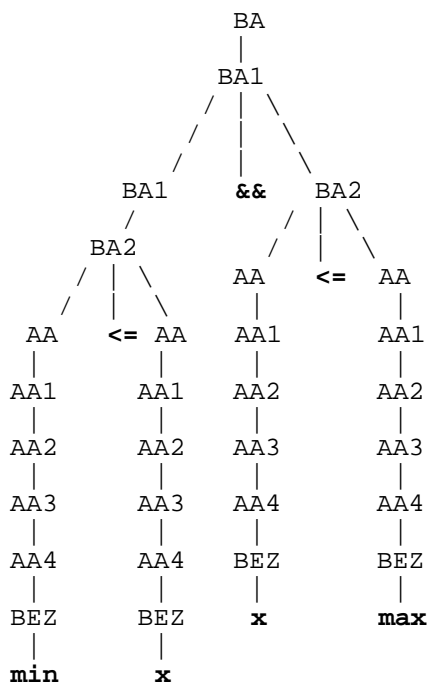 BA
BA1
BA1 && BA2
BA2
AA <= AA
AA <= AA AA1 AA1
AA1 AA1 AA2 AA2
AA2 AA2 AA3 AA3
AA3 AA3 AA4 AA4
AA4 AA4 BEZ BEZ
BEZ BEZ x max
min x